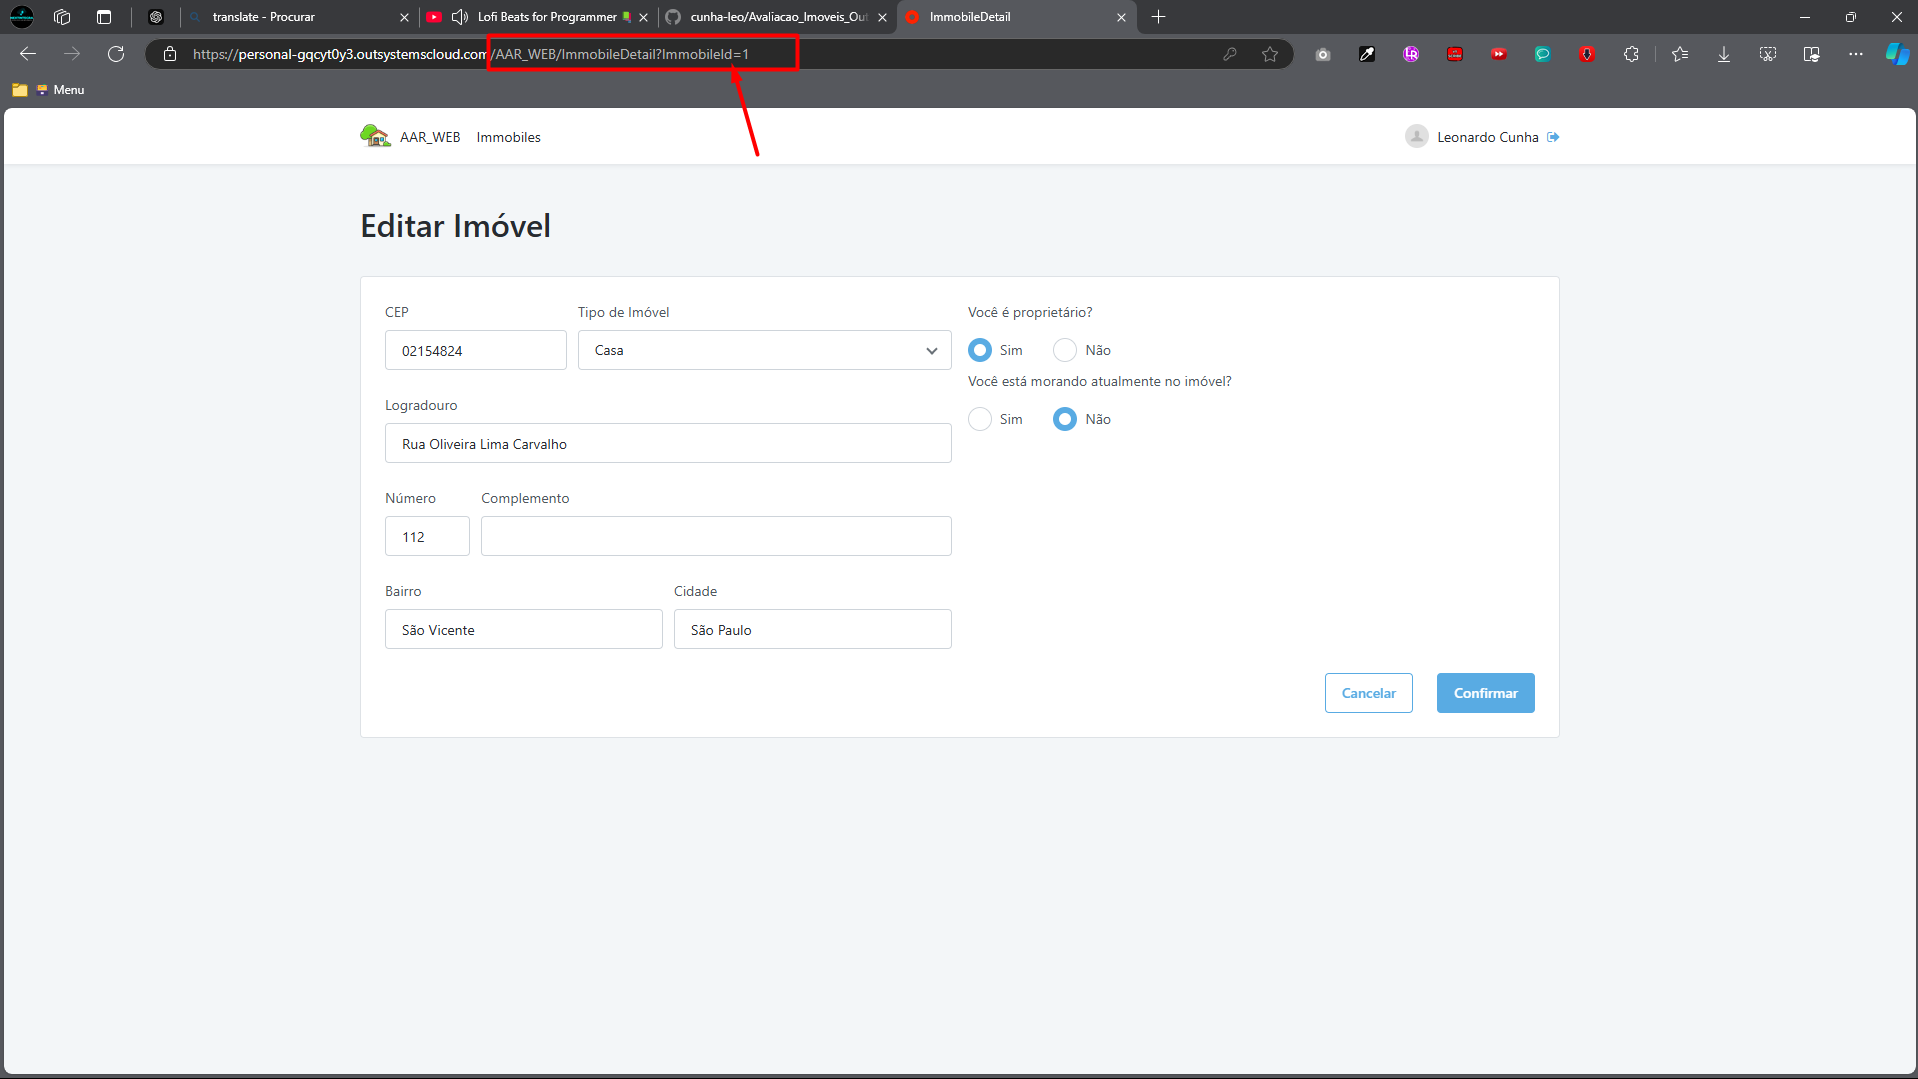 translate - Procurar
Lofi Beats for Programmer
cunha-leo/Avaliacao_Imoveis_Out
ImmobileDetail
https://personal-gqcyt0y3.outsystemscloud.com/AAR_WEB/ImmobileDetail?ImmobileId=1
Menu
AAR_WEB Immobiles
Leonardo Cunha
Editar Imóvel
CEP Tipo de Imóvel Você é proprietário?
02154824 Casa Sim Não
Você está morando atualmente no imóvel?
Logradouro Sim Não
Rua Oliveira Lima Carvalho
Número Complemento
112
Bairro Cidade
São Vicente São Paulo
Cancelar Confirmar